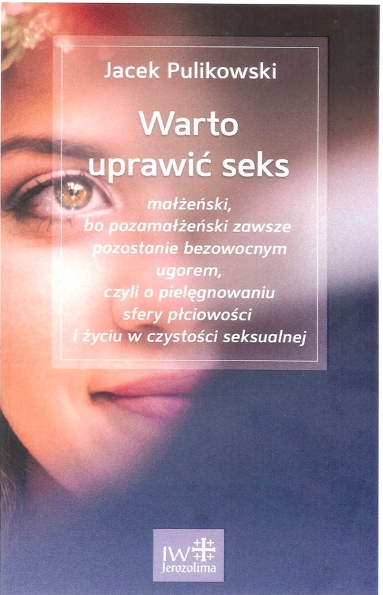 Jacek Pulikowski
Warto
uprawić seks
małżeński,
bo pozamałżeński zawsze
pozostanie bezowocnym
ugorem,
czyli o pielęgnowaniu
sfery płciowości
i życiu w czystości seksualnej
IW
Jerozolima